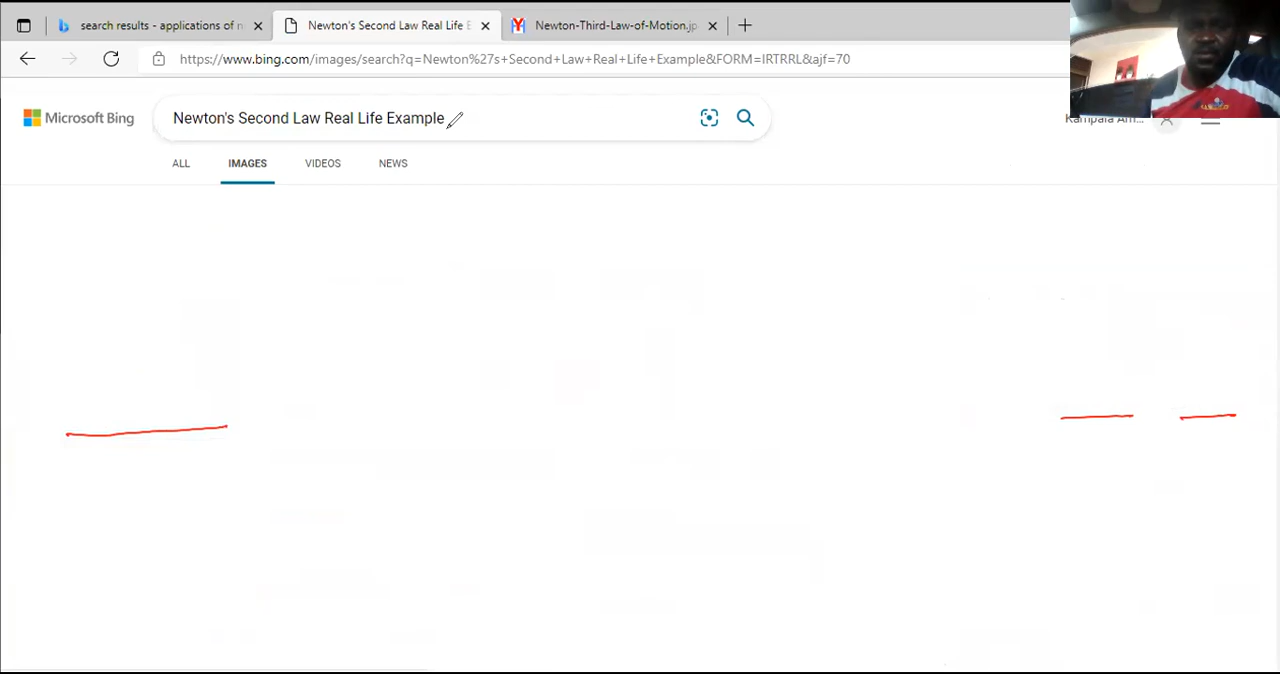 search results - applications of n
Newton's Second Law Real Life E
Newton-Third-Law-of-Motion.jp
https://www.bing.com/images/search?q=Newton%27s+Second+Law+Real+Life+Example&FORM=IRTRRL&ajf=70
Microsoft Bing
Newton's Second Law Real Life Example
Kampala Am...
ALL IMAGES VIDEOS NEWS